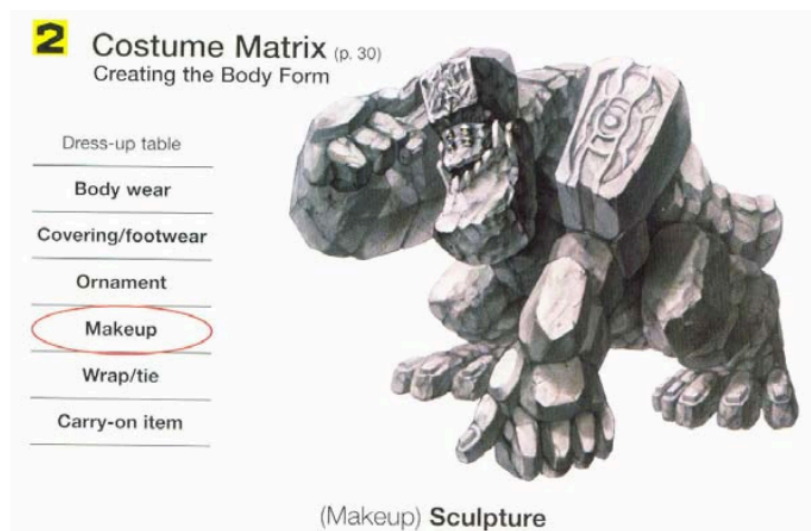 2 Costume Matrix (p. 30)
Creating the Body Form
Dress-up table
Body wear
Covering/footwear
Ornament
Makeup
Wrap/tie
Carry-on item
(Makeup) Sculpture